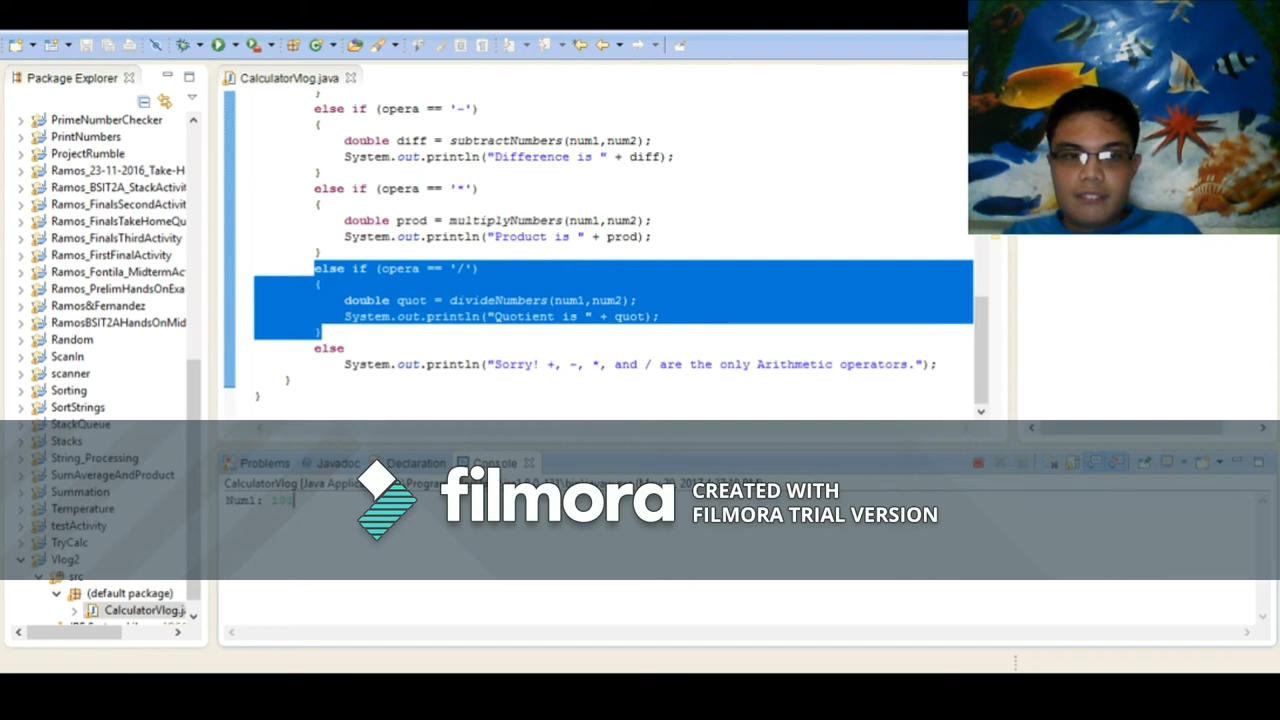 Package Explorer
PrimeNumberChecker
PrintNumbers
ProjectRumble
Ramos_23-11-2016_Take-H
Ramos_BSIT2A_StackActivit
Ramos_FinalsSecondActivit
Ramos_FinalsTakeHomeQu
Ramos_FinalsThirdActivity
Ramos_FirstFinalActivity
Ramos_Fontila_MidtermAc
Ramos_PrelimHandsOnExa
Ramos&Fernandez
RamosBSIT2AHandsOnMid
Random
ScanIn
scanner
Sorting
SortStrings
StackQueue
Stacks
String_Processing
SumAverageAndProduct
Summation
Temperature
testActivity
TryCalc
Vlog2
src
(default package)
CalculatorVlog.j
CalculatorVlog.java
}
else if (opera == '-')
{
double diff = subtractNumbers(num1,num2);
System.out.println("Difference is " + diff);
}
else if (opera == '*')
{
double prod = multiplyNumbers(num1,num2);
System.out.println("Product is " + prod);
}
else if (opera == '/')
{
double quot = divideNumbers(num1,num2);
System.out.println("Quotient is " + quot);
}
else
System.out.println("Sorry! +, -, *, and / are the only Arithmetic operators.");
}
}
Problems @ Javadoc Declaration Console
CalculatorVlog [Java Applic
Num1: 100
filmora
CREATED WITH
FILMORA TRIAL VERSION